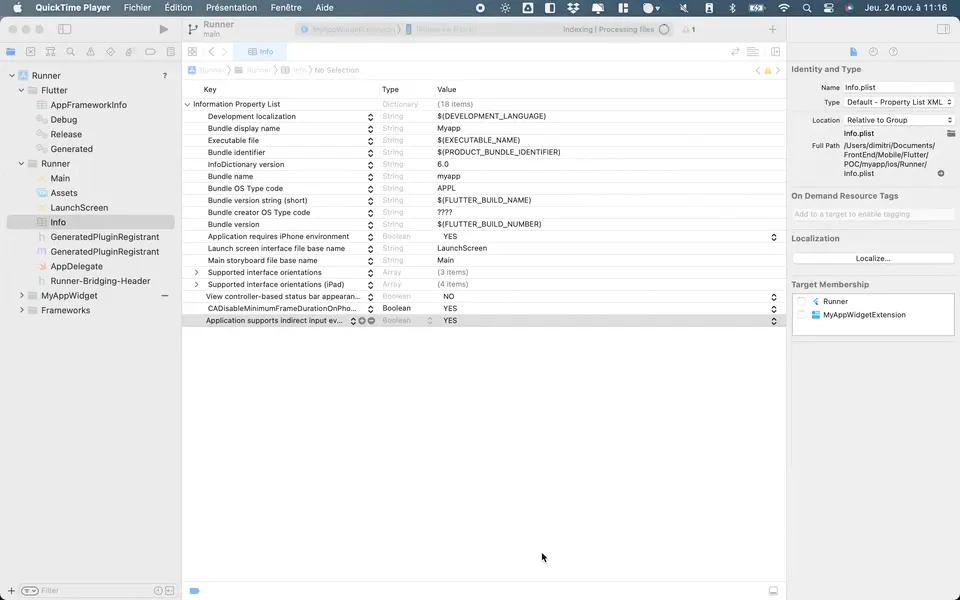 QuickTime Player Fichier Édition Présentation Fenêtre Aide Jeu. 24 nov. à 11:16
Runner
main
MyAppWidgetExtension
Indexing | Processing files
1
Info
Runner Runner Info No Selection
Runner ?
Flutter
AppFrameworkInfo
Debug
Release
Generated
Runner
Main
Assets
LaunchScreen
Info
GeneratedPluginRegistrant
GeneratedPluginRegistrant
AppDelegate
Runner-Bridging-Header
MyAppWidget
Frameworks
Filter
Key Type Value
Information Property List Dictionary (18 items)
Development localization String $(DEVELOPMENT_LANGUAGE)
Bundle display name String Myapp
Executable file String $(EXECUTABLE_NAME)
Bundle identifier String $(PRODUCT_BUNDLE_IDENTIFIER)
InfoDictionary version String 6.0
Bundle name String myapp
Bundle OS Type code String APPL
Bundle version string (short) String $(FLUTTER_BUILD_NAME)
Bundle creator OS Type code String ????
Bundle version String $(FLUTTER_BUILD_NUMBER)
Application requires iPhone environment Boolean YES
Launch screen interface file base name String LaunchScreen
Main storyboard file base name String Main
Supported interface orientations Array (3 items)
Supported interface orientations (iPad) Array (4 items)
View controller-based status bar appearan... Boolean NO
CADisableMinimumFrameDurationOnPho... Boolean YES
Application supports indirect input ev... Boolean YES
Identity and Type
Name Info.plist
Type Default - Property List XML
Location Relative to Group
Info.plist
Full Path /Users/dimitri/Documents/
FrontEnd/Mobile/Flutter/
POC/myapp/ios/Runner/
Info.plist
On Demand Resource Tags
Add to a target to enable tagging
Localization
Localize...
Target Membership
Runner
MyAppWidgetExtension